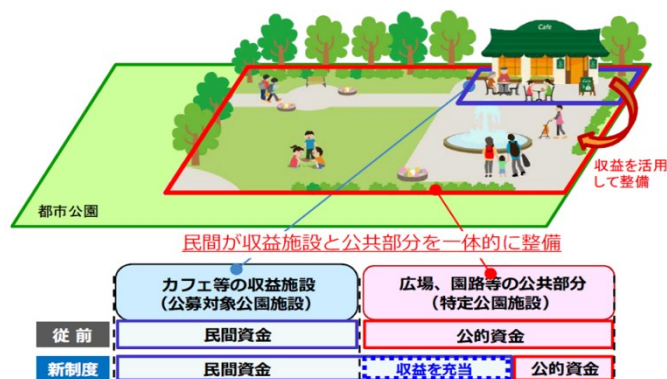 Cafe
収益を活用
して整備
都市公園
民間が収益施設と公共部分を一体的に整備
カフェ等の収益施設
（公募対象公園施設）
広場、園路等の公共部分
（特定公園施設）
従前
民間資金
公的資金
新制度
民間資金
収益を充当
公的資金